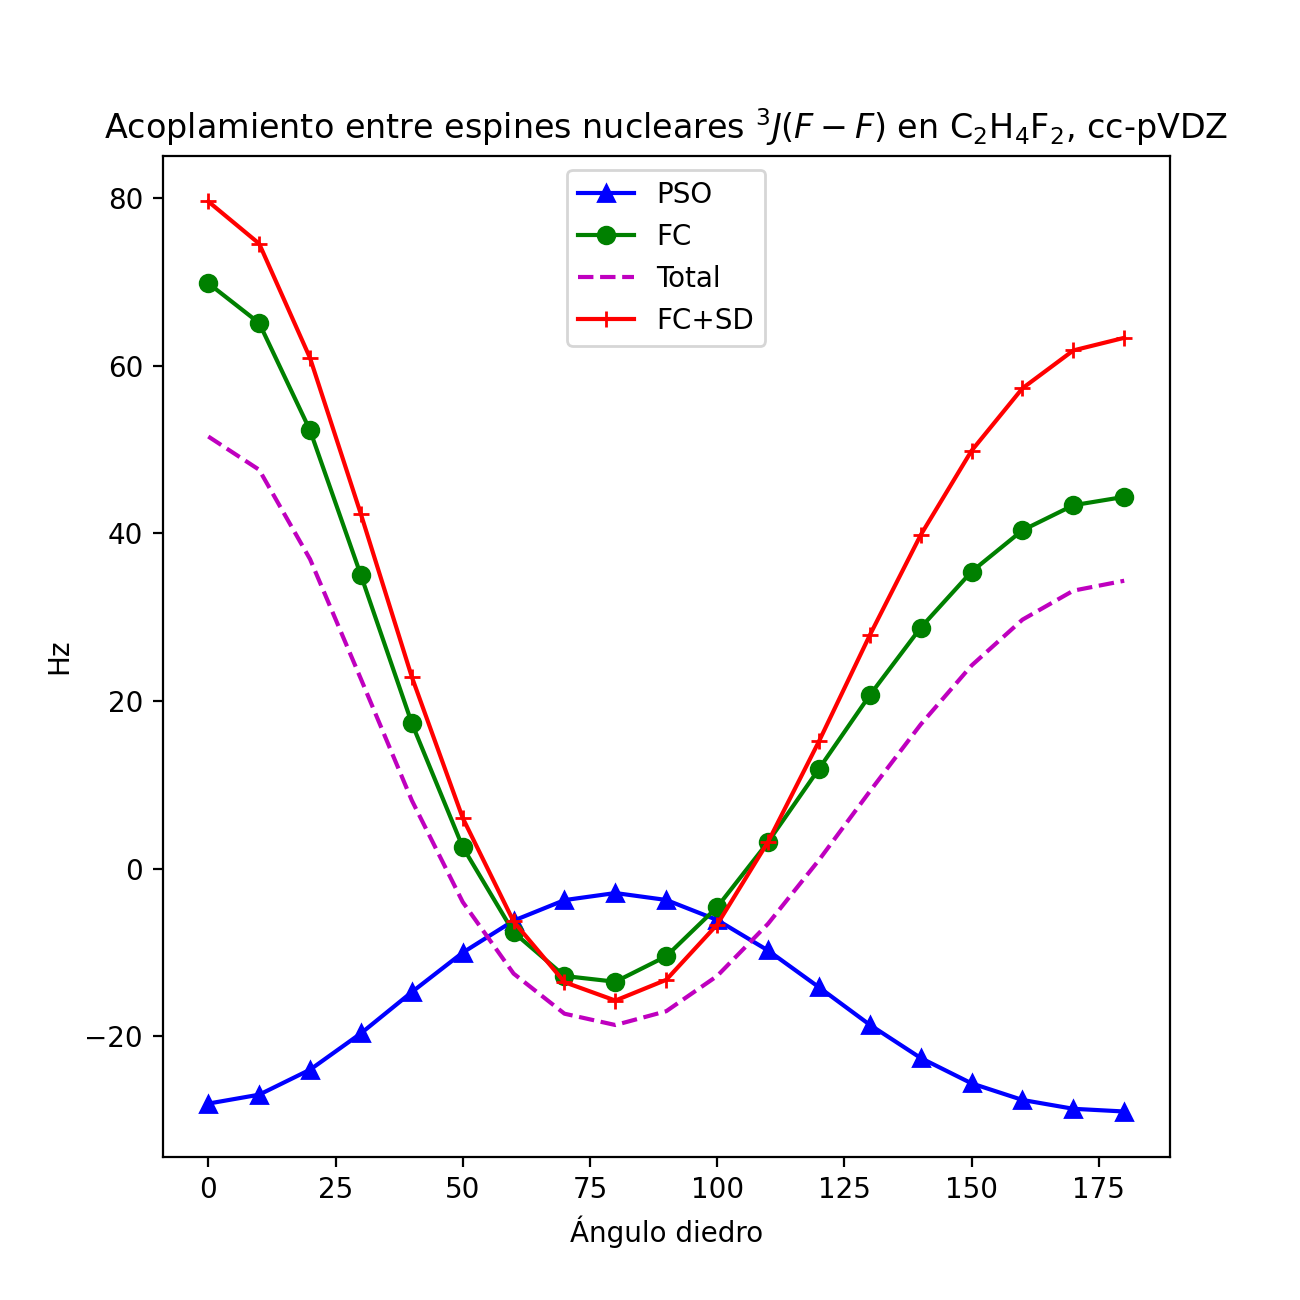 Acoplamiento entre espines nucleares ³J(F − F) en C₂H₄F₂, cc-pVDZ
PSO
FC
Total
FC+SD
80
60
40
20
0
−20
Hz
0 25 50 75 100 125 150 175
Ángulo diedro